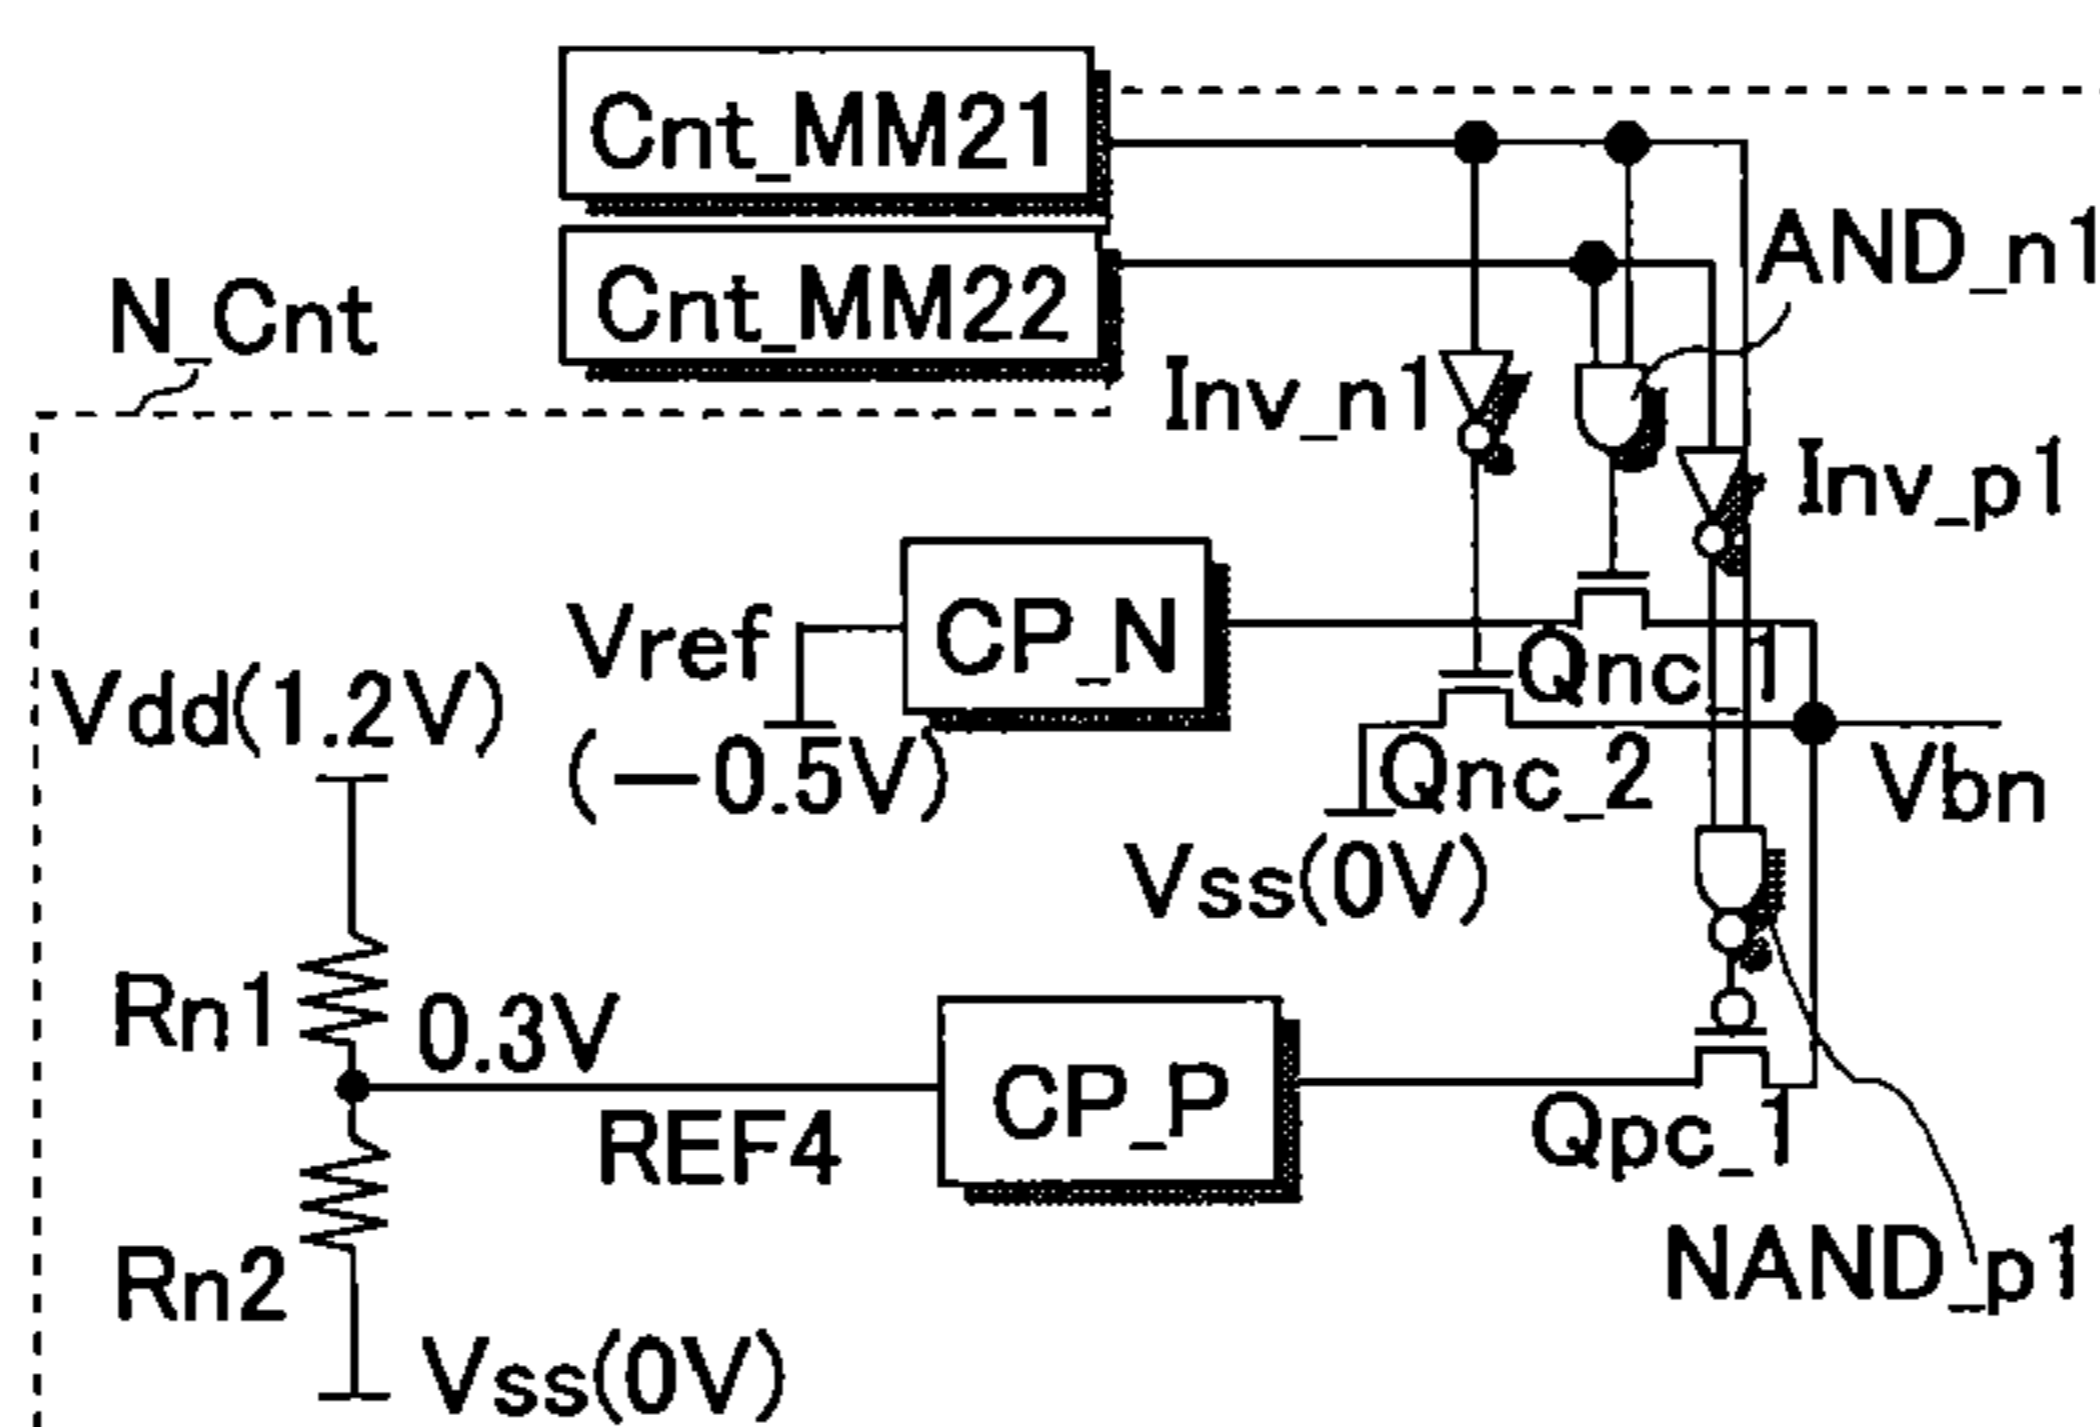 Cnt_MM21
Cnt_MM22
AND_n1
N_Cnt
Inv_n1
Inv_p1
Vref
CP_N
Qnc_1
Vdd(1.2V)
(−0.5V)
Qnc_2
Vbn
Vss(0V)
Rn1
0.3V
REF4
CP_P
Qpc_1
Rn2
NAND_p1
Vss(0V)